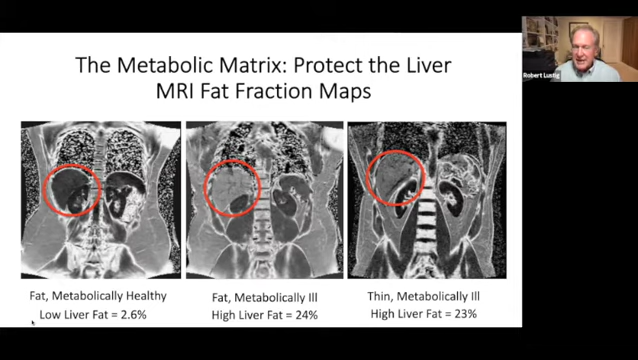 The Metabolic Matrix: Protect the Liver
MRI Fat Fraction Maps
Robert Lustig
Fat, Metabolically Healthy
Low Liver Fat = 2.6%
Fat, Metabolically Ill
High Liver Fat = 24%
Thin, Metabolically Ill
High Liver Fat = 23%